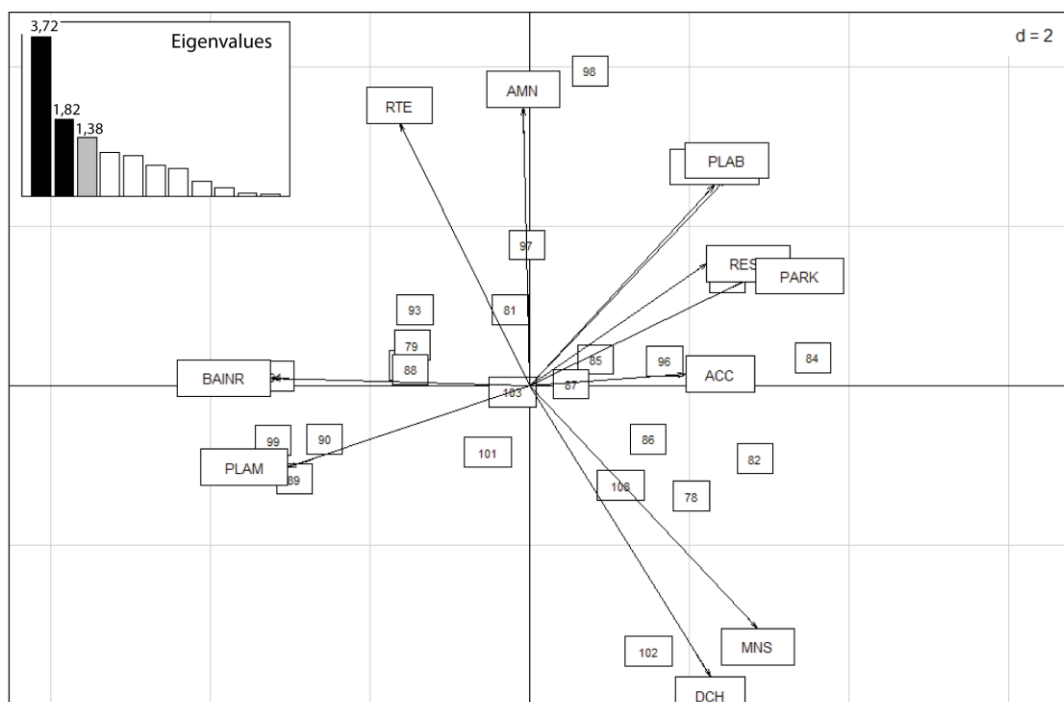 3,72
Eigenvalues
d = 2
1,82
1,38
98
AMN
RTE
PLAB
97
RES
PARK
93
81
79
88
85
96
84
BAINR
ACC
87
103
99
90
101
86
82
PLAM
89
108
78
102
MNS
DCH